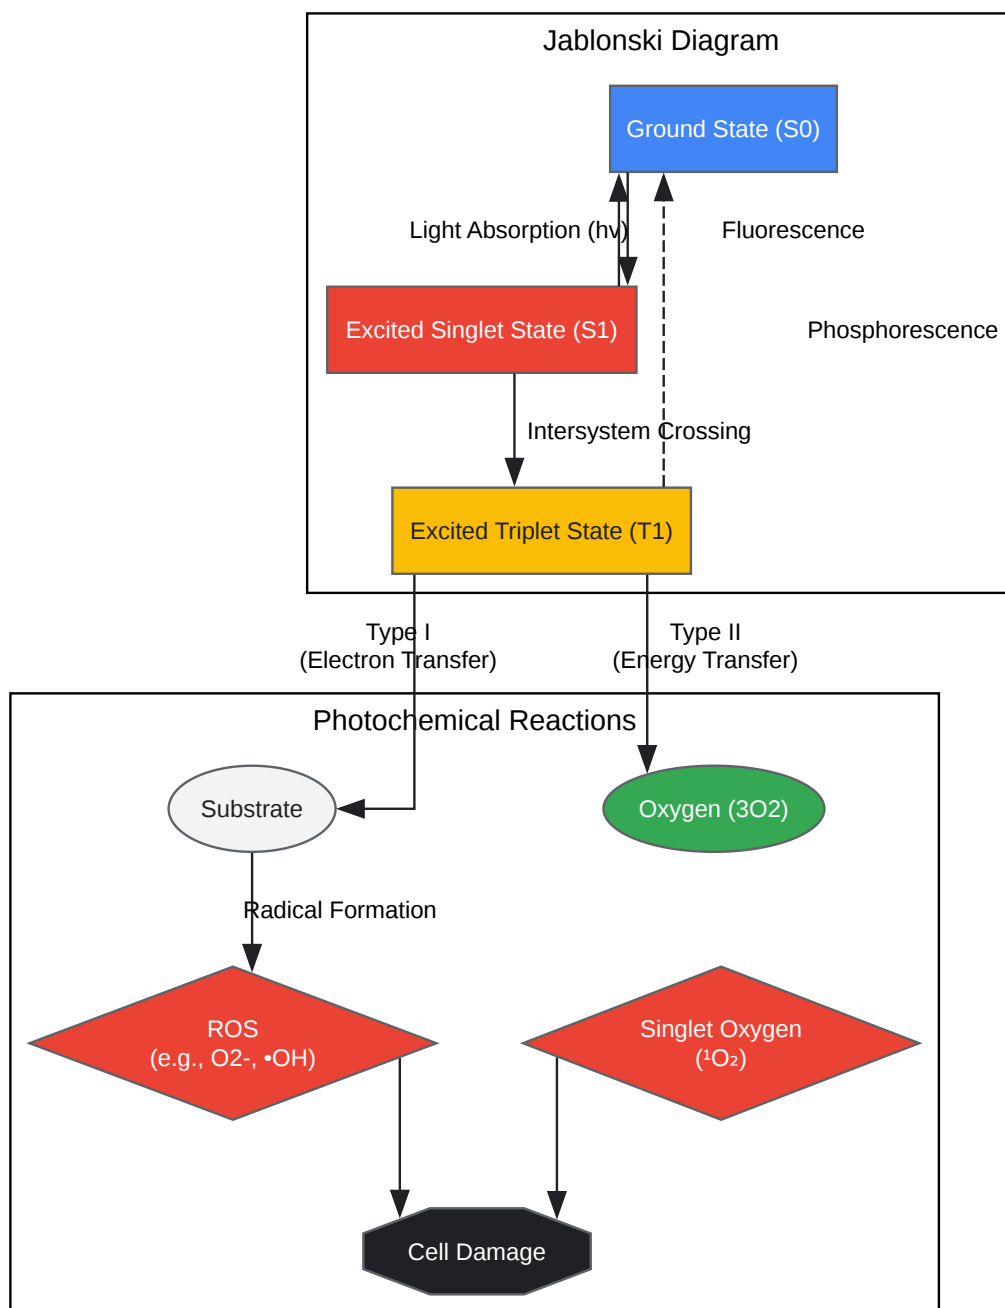 Jablonski Diagram
Ground State (S0)
Light Absorption (hv)
Fluorescence
Excited Singlet State (S1)
Phosphorescence
Intersystem Crossing
Excited Triplet State (T1)
Type I
(Electron Transfer)
Type II
(Energy Transfer)
Photochemical Reactions
Substrate
Oxygen (3O2)
Radical Formation
ROS
(e.g., O2-, •OH)
Singlet Oxygen
(¹O₂)
Cell Damage